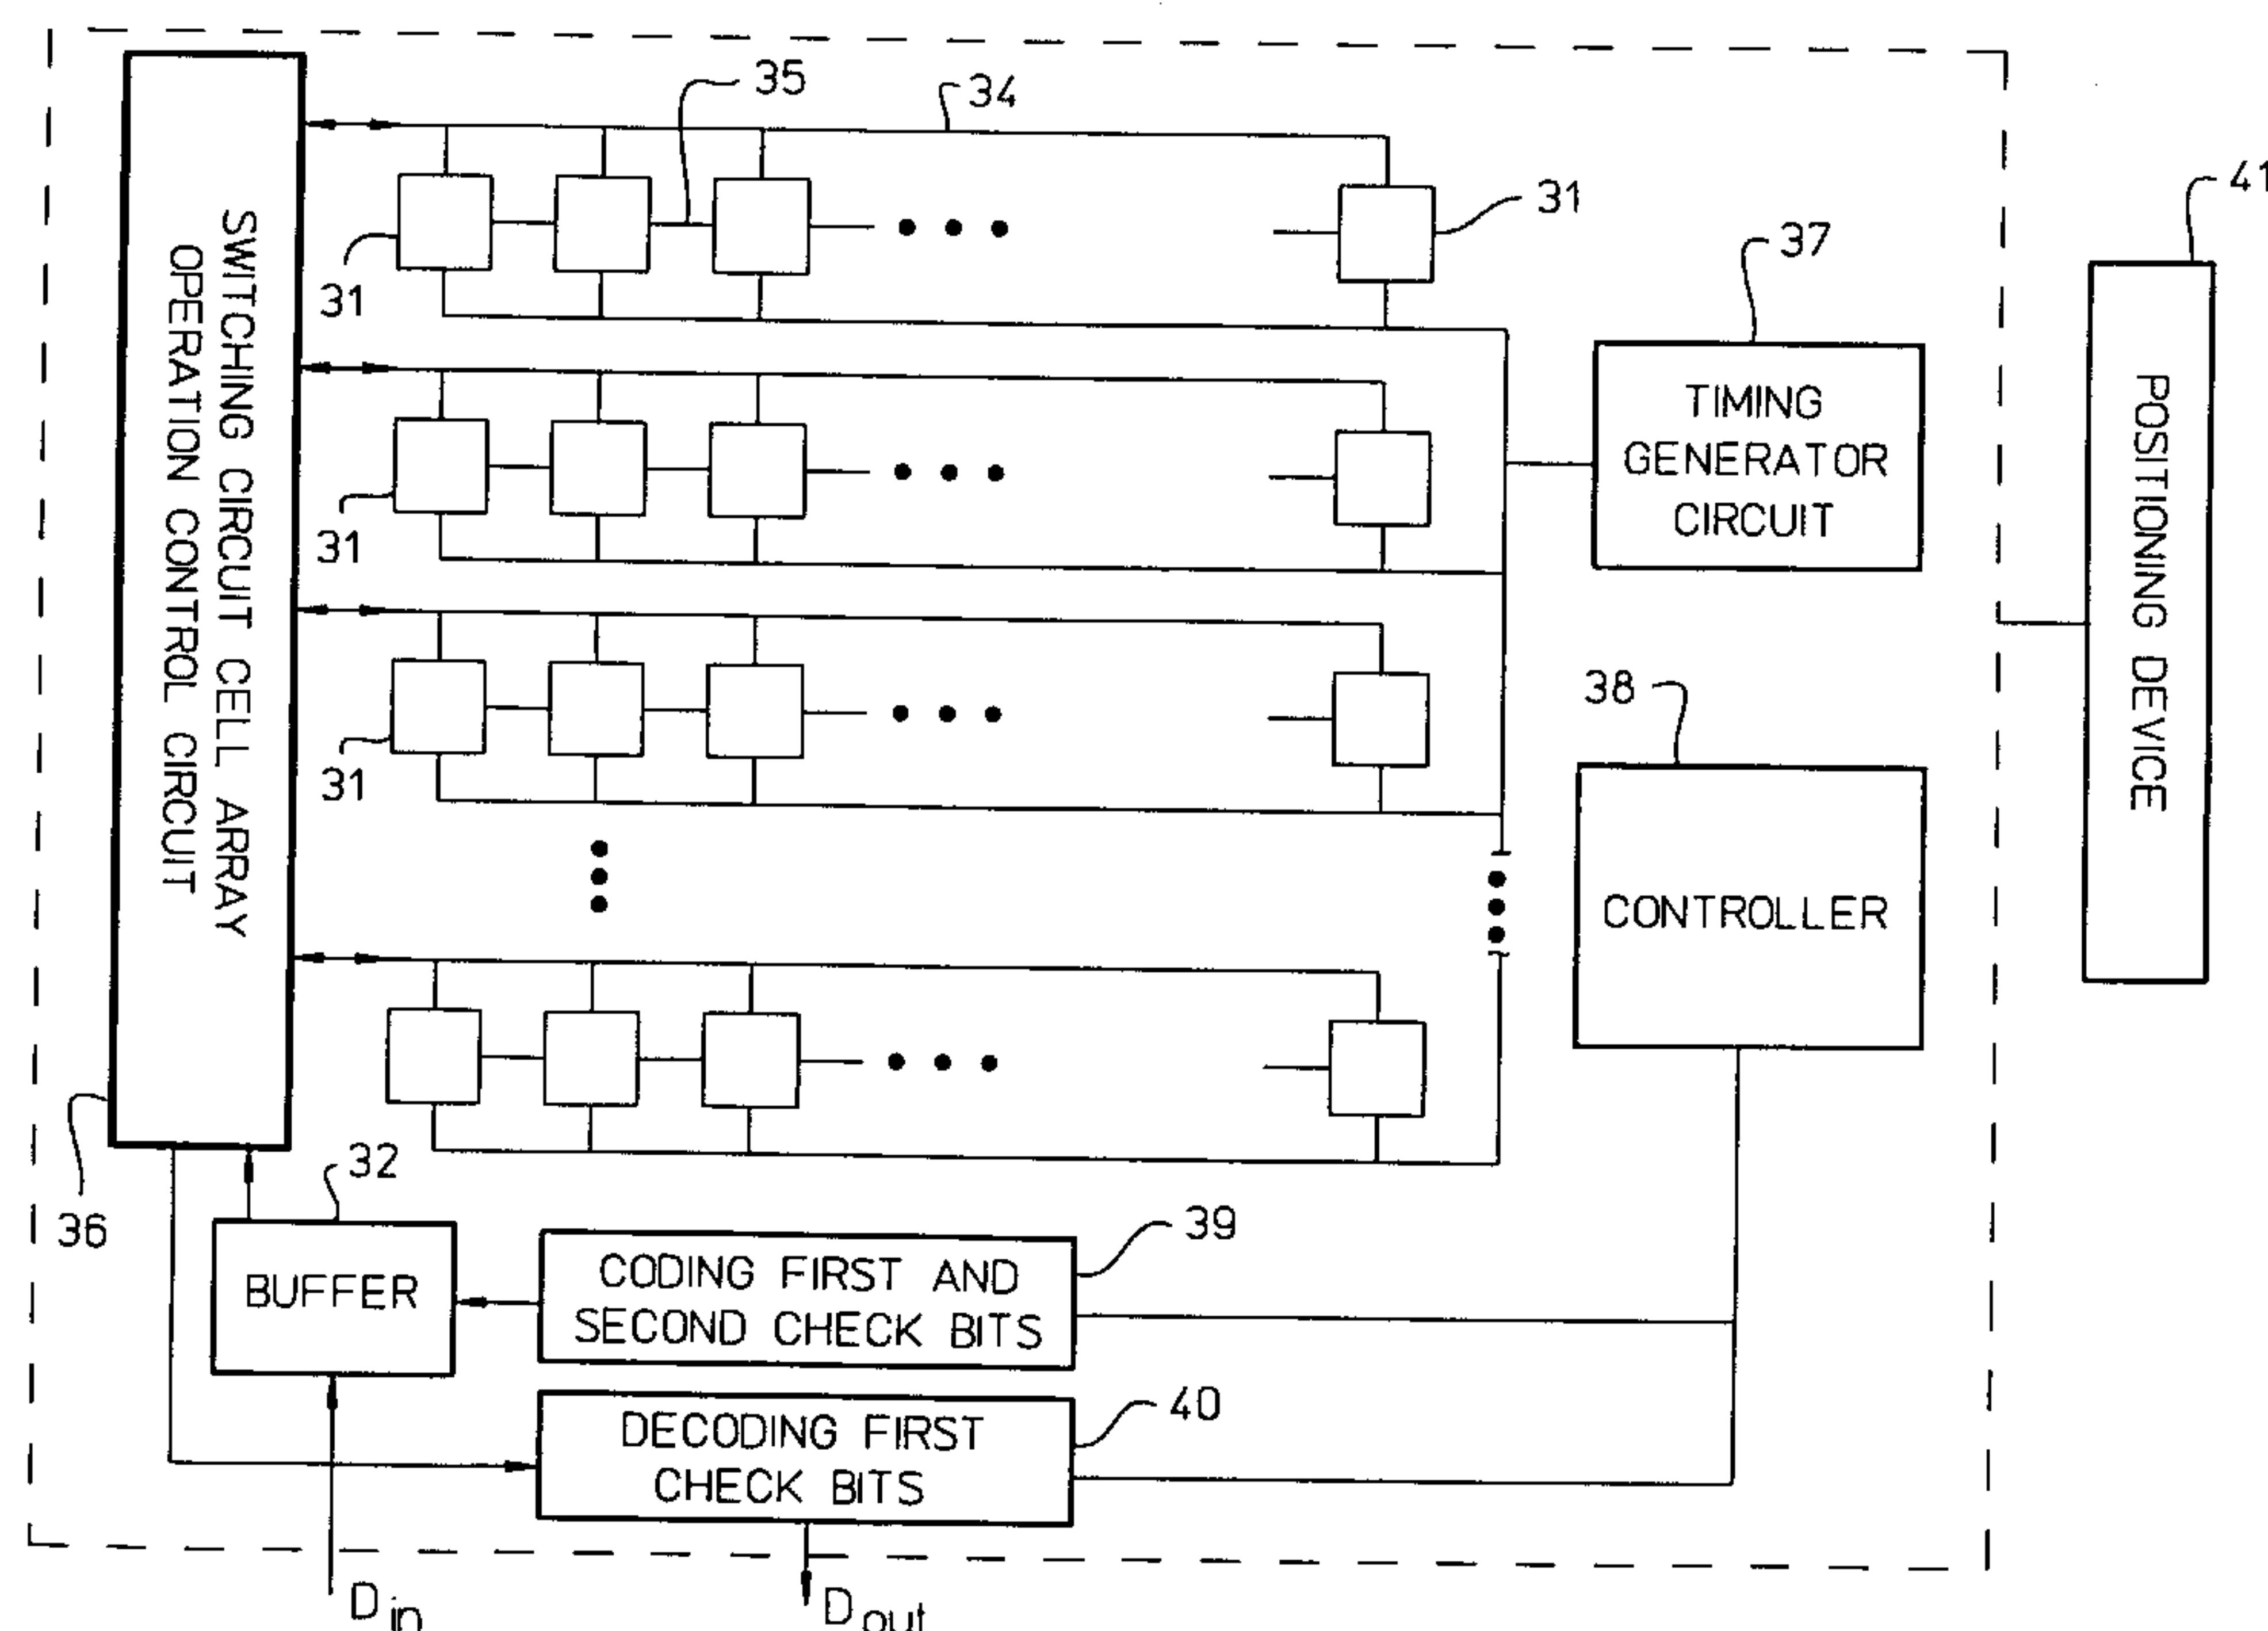 35
34
31
31
37
41
SWITCHING CIRCUIT CELL ARRAY
OPERATION CONTROL CIRCUIT
TIMING
GENERATOR
CIRCUIT
POSITIONING DEVICE
31
38
31
CONTROLLER
32
36
39
BUFFER
CODING FIRST AND
SECOND CHECK BITS
40
DECODING FIRST
CHECK BITS
Din
Dout